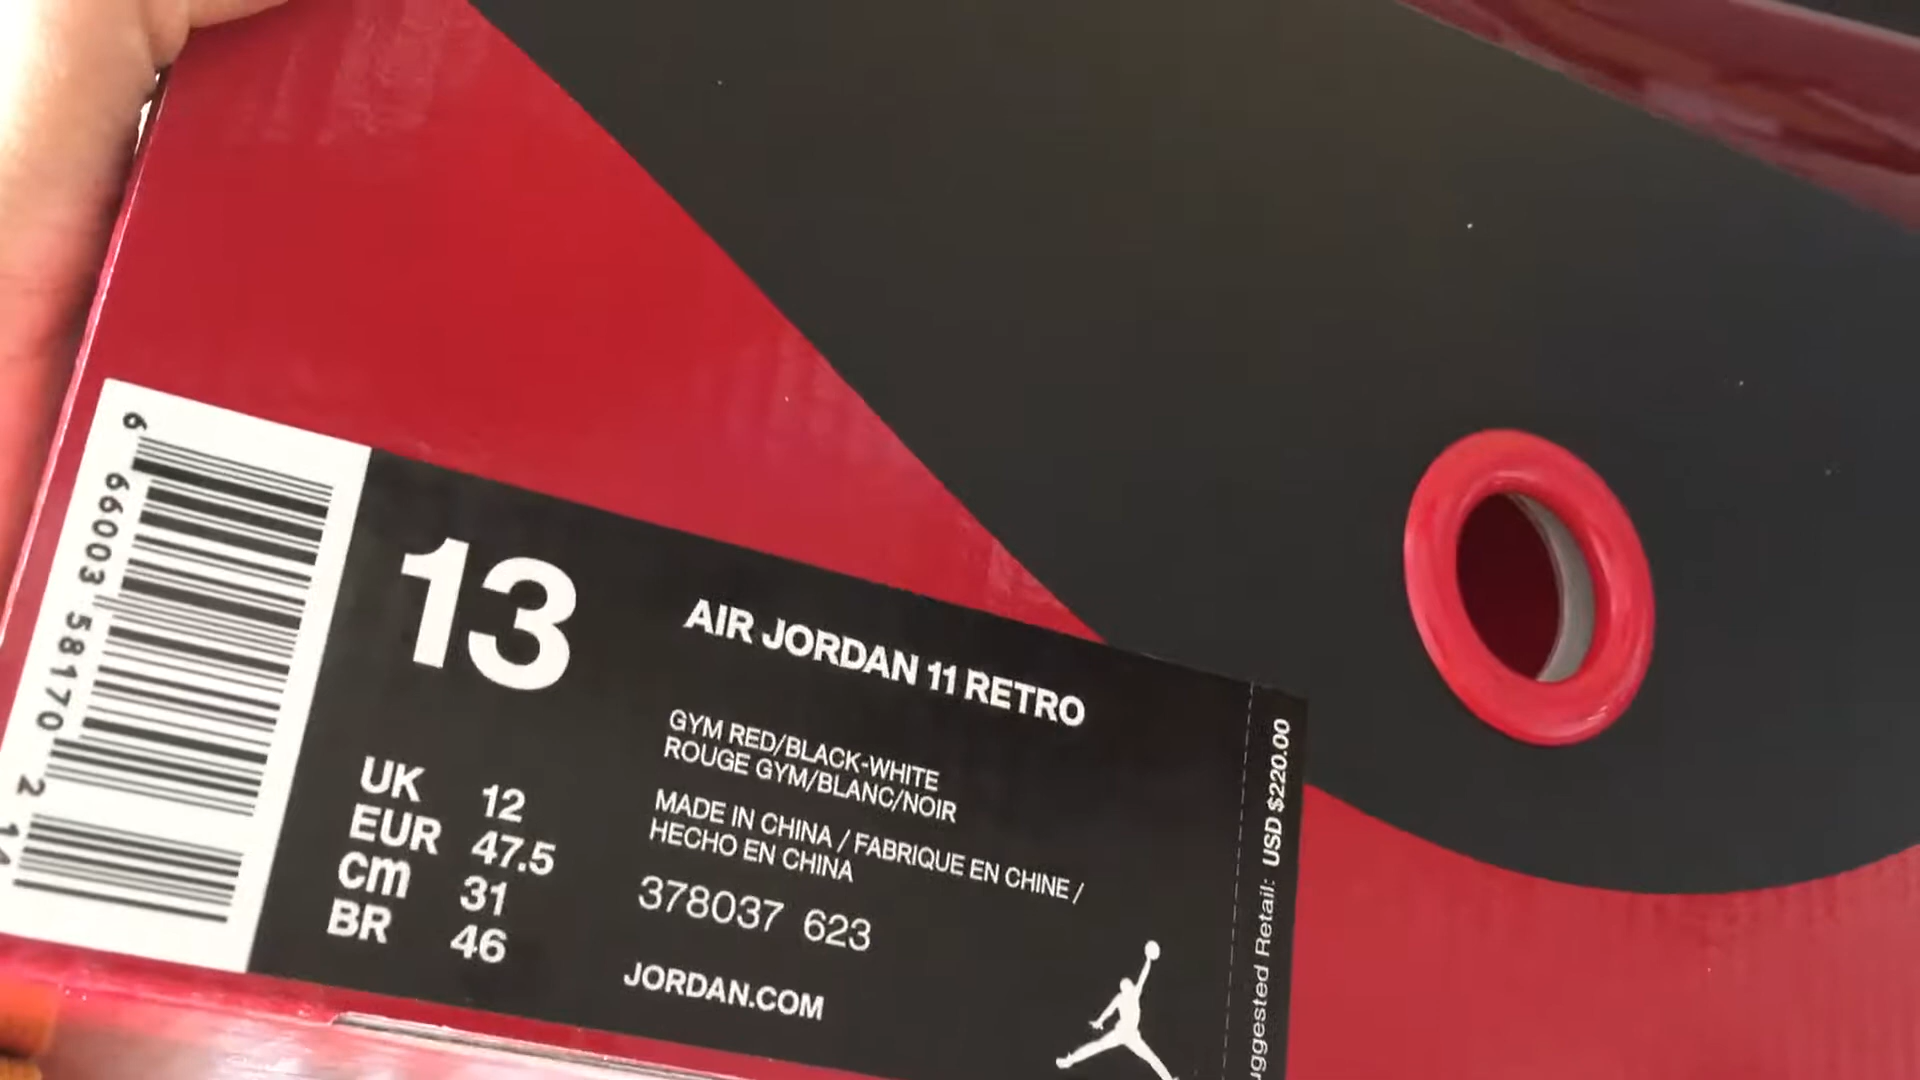 6 66003 58170 2
13
AIR JORDAN 11 RETRO
GYM RED/BLACK-WHITE
ROUGE GYM/BLANC/NOIR
MADE IN CHINA / FABRIQUE EN CHINE /
HECHO EN CHINA
378037 623
JORDAN.COM
UK 12
EUR 47.5
cm 31
BR 46
Retail: USD $220.00